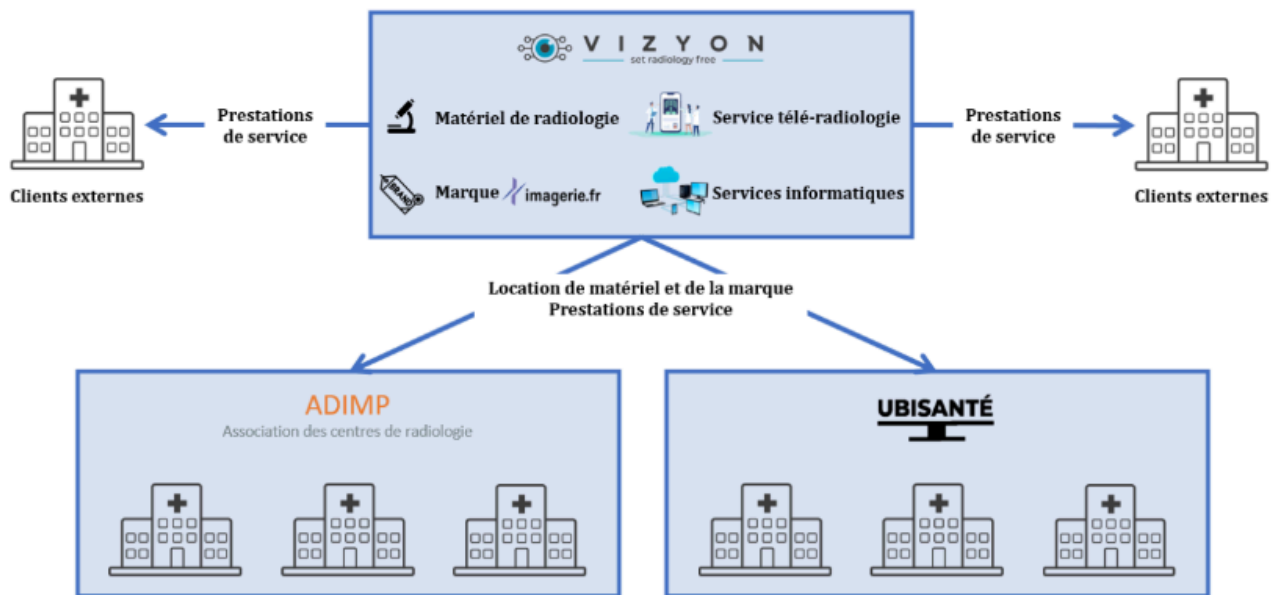 VIZYON
set radiology free
Matériel de radiologie
Service télé-radiologie
BRAND
Marque imagerie.fr
Services informatiques
Prestations
de service
Clients externes
Prestations
de service
Clients externes
Location de matériel et de la marque
Prestations de service
ADIMP
Association des centres de radiologie
UBISANTÉ